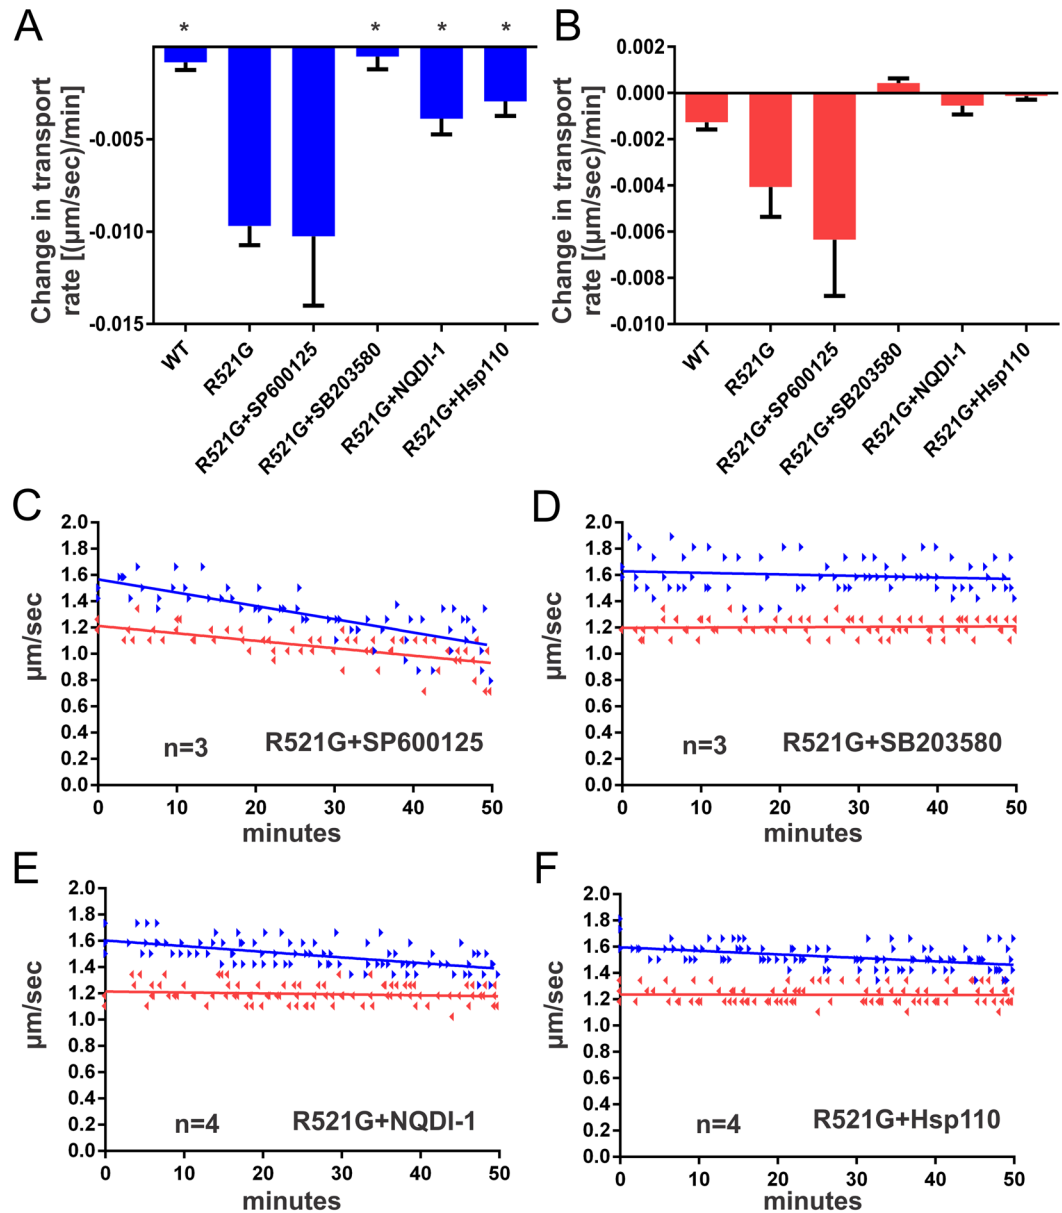 A
* * * *
Change in transport
rate [(µm/sec)/min]
-0.005
-0.010
-0.015
WT
R521G
R521G+SP600125
R521G+SB203580
R521G+NQDI-1
R521G+Hsp110
B
Change in transport
rate [(µm/sec)/min]
0.002
0.000
-0.002
-0.004
-0.006
-0.008
-0.010
WT
R521G
R521G+SP600125
R521G+SB203580
R521G+NQDI-1
R521G+Hsp110
C
µm/sec
2.0
1.8
1.6
1.4
1.2
1.0
0.8
0.6
0.4
0.2
0.0
n=3
R521G+SP600125
0 10 20 30 40 50
minutes
D
µm/sec
2.0
1.8
1.6
1.4
1.2
1.0
0.8
0.6
0.4
0.2
0.0
n=3
R521G+SB203580
0 10 20 30 40 50
minutes
E
µm/sec
2.0
1.8
1.6
1.4
1.2
1.0
0.8
0.6
0.4
0.2
0.0
n=4
R521G+NQDI-1
0 10 20 30 40 50
minutes
F
µm/sec
2.0
1.8
1.6
1.4
1.2
1.0
0.8
0.6
0.4
0.2
0.0
n=4
R521G+Hsp110
0 10 20 30 40 50
minutes